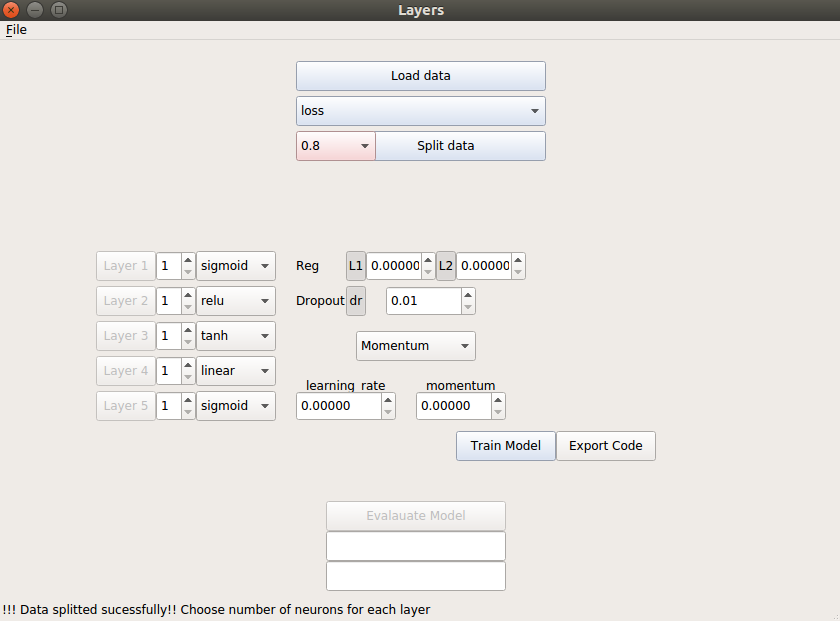 Layers
File
Load data
loss
0.8 Split data
Layer 1 1 sigmoid Reg L1 0.00000 L2 0.00000
Layer 2 1 relu Dropout dr 0.01
Layer 3 1 tanh Momentum
Layer 4 1 linear
learning_rate momentum
Layer 5 1 sigmoid 0.00000 0.00000
Train Model Export Code
Evalauate Model
!!! Data splitted sucessfully!! Choose number of neurons for each layer